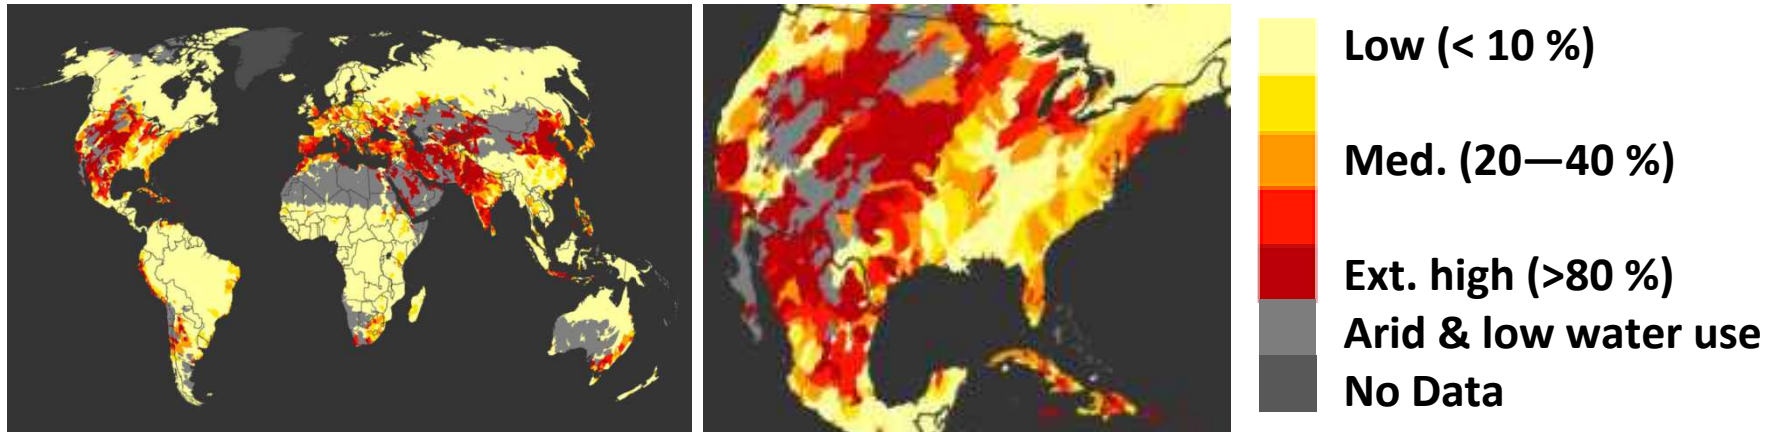 Low (< 10 %)
Med. (20—40 %)
Ext. high (>80 %)
Arid & low water use
No Data